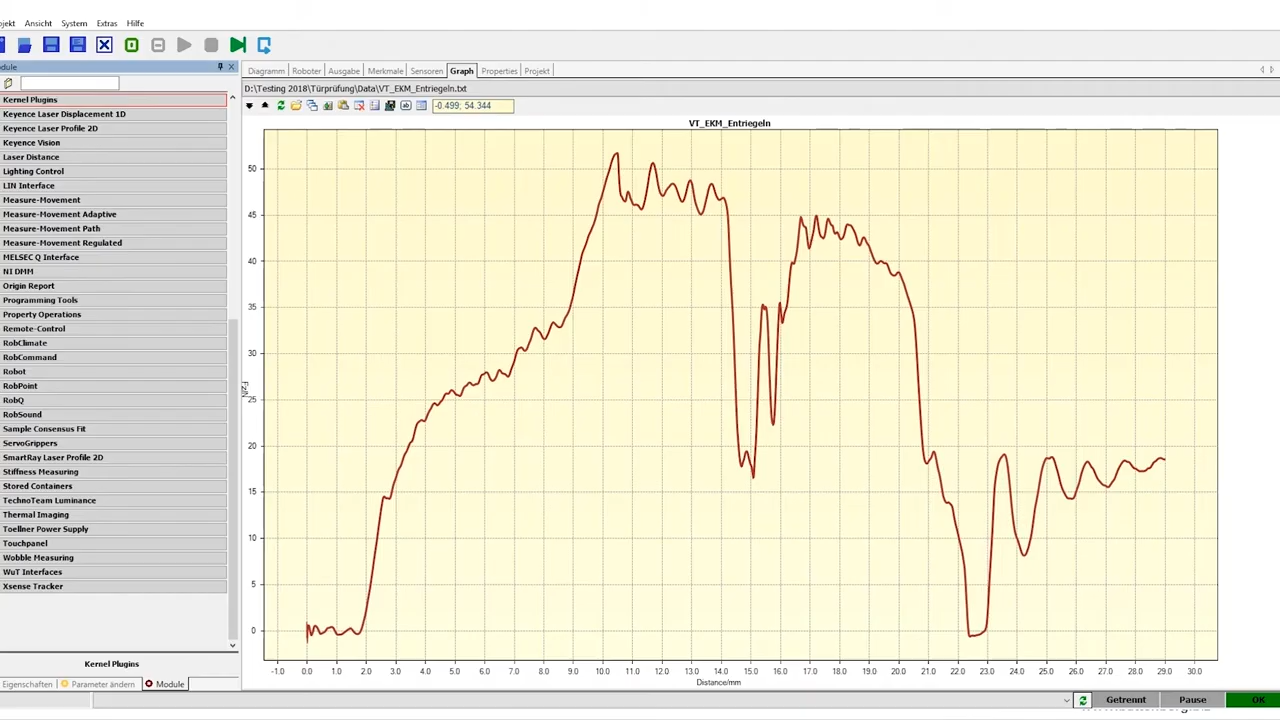 ojekt Ansicht System Extras Hilfe
odule
Diagramm Roboter Ausgabe Merkmale Sensoren Graph Properties Projekt
D:\Testing 2018\Türprüfung\Data\VT_EKM_Entriegeln.txt
-0.499; 54.344
Kernel Plugins
Keyence Laser Displacement 1D
Keyence Laser Profile 2D
Keyence Vision
Laser Distance
Lighting Control
LIN Interface
Measure-Movement
Measure-Movement Adaptive
Measure-Movement Path
Measure-Movement Regulated
MELSEC Q Interface
NI DMM
Origin Report
Programming Tools
Property Operations
Remote-Control
RobClimate
RobCommand
Robot
RobPoint
RobQ
RobSound
Sample Consensus Fit
ServoGrippers
SmartRay Laser Profile 2D
Stiffness Measuring
Stored Containers
TechnoTeam Luminance
Thermal Imaging
Toellner Power Supply
Touchpanel
Wobble Measuring
WuT Interfaces
Xsense Tracker
Kernel Plugins
Eigenschaften Parameter ändern Module
VT_EKM_Entriegeln
50
45
40
35
30
25
20
15
10
5
0
Fz/N
-1.0 0.0 1.0 2.0 3.0 4.0 5.0 6.0 7.0 8.0 9.0 10.0 11.0 12.0 13.0 14.0 15.0 16.0 17.0 18.0 19.0 20.0 21.0 22.0 23.0 24.0 25.0 26.0 27.0 28.0 29.0 30.0
Distance/mm
Getrennt Pause OK